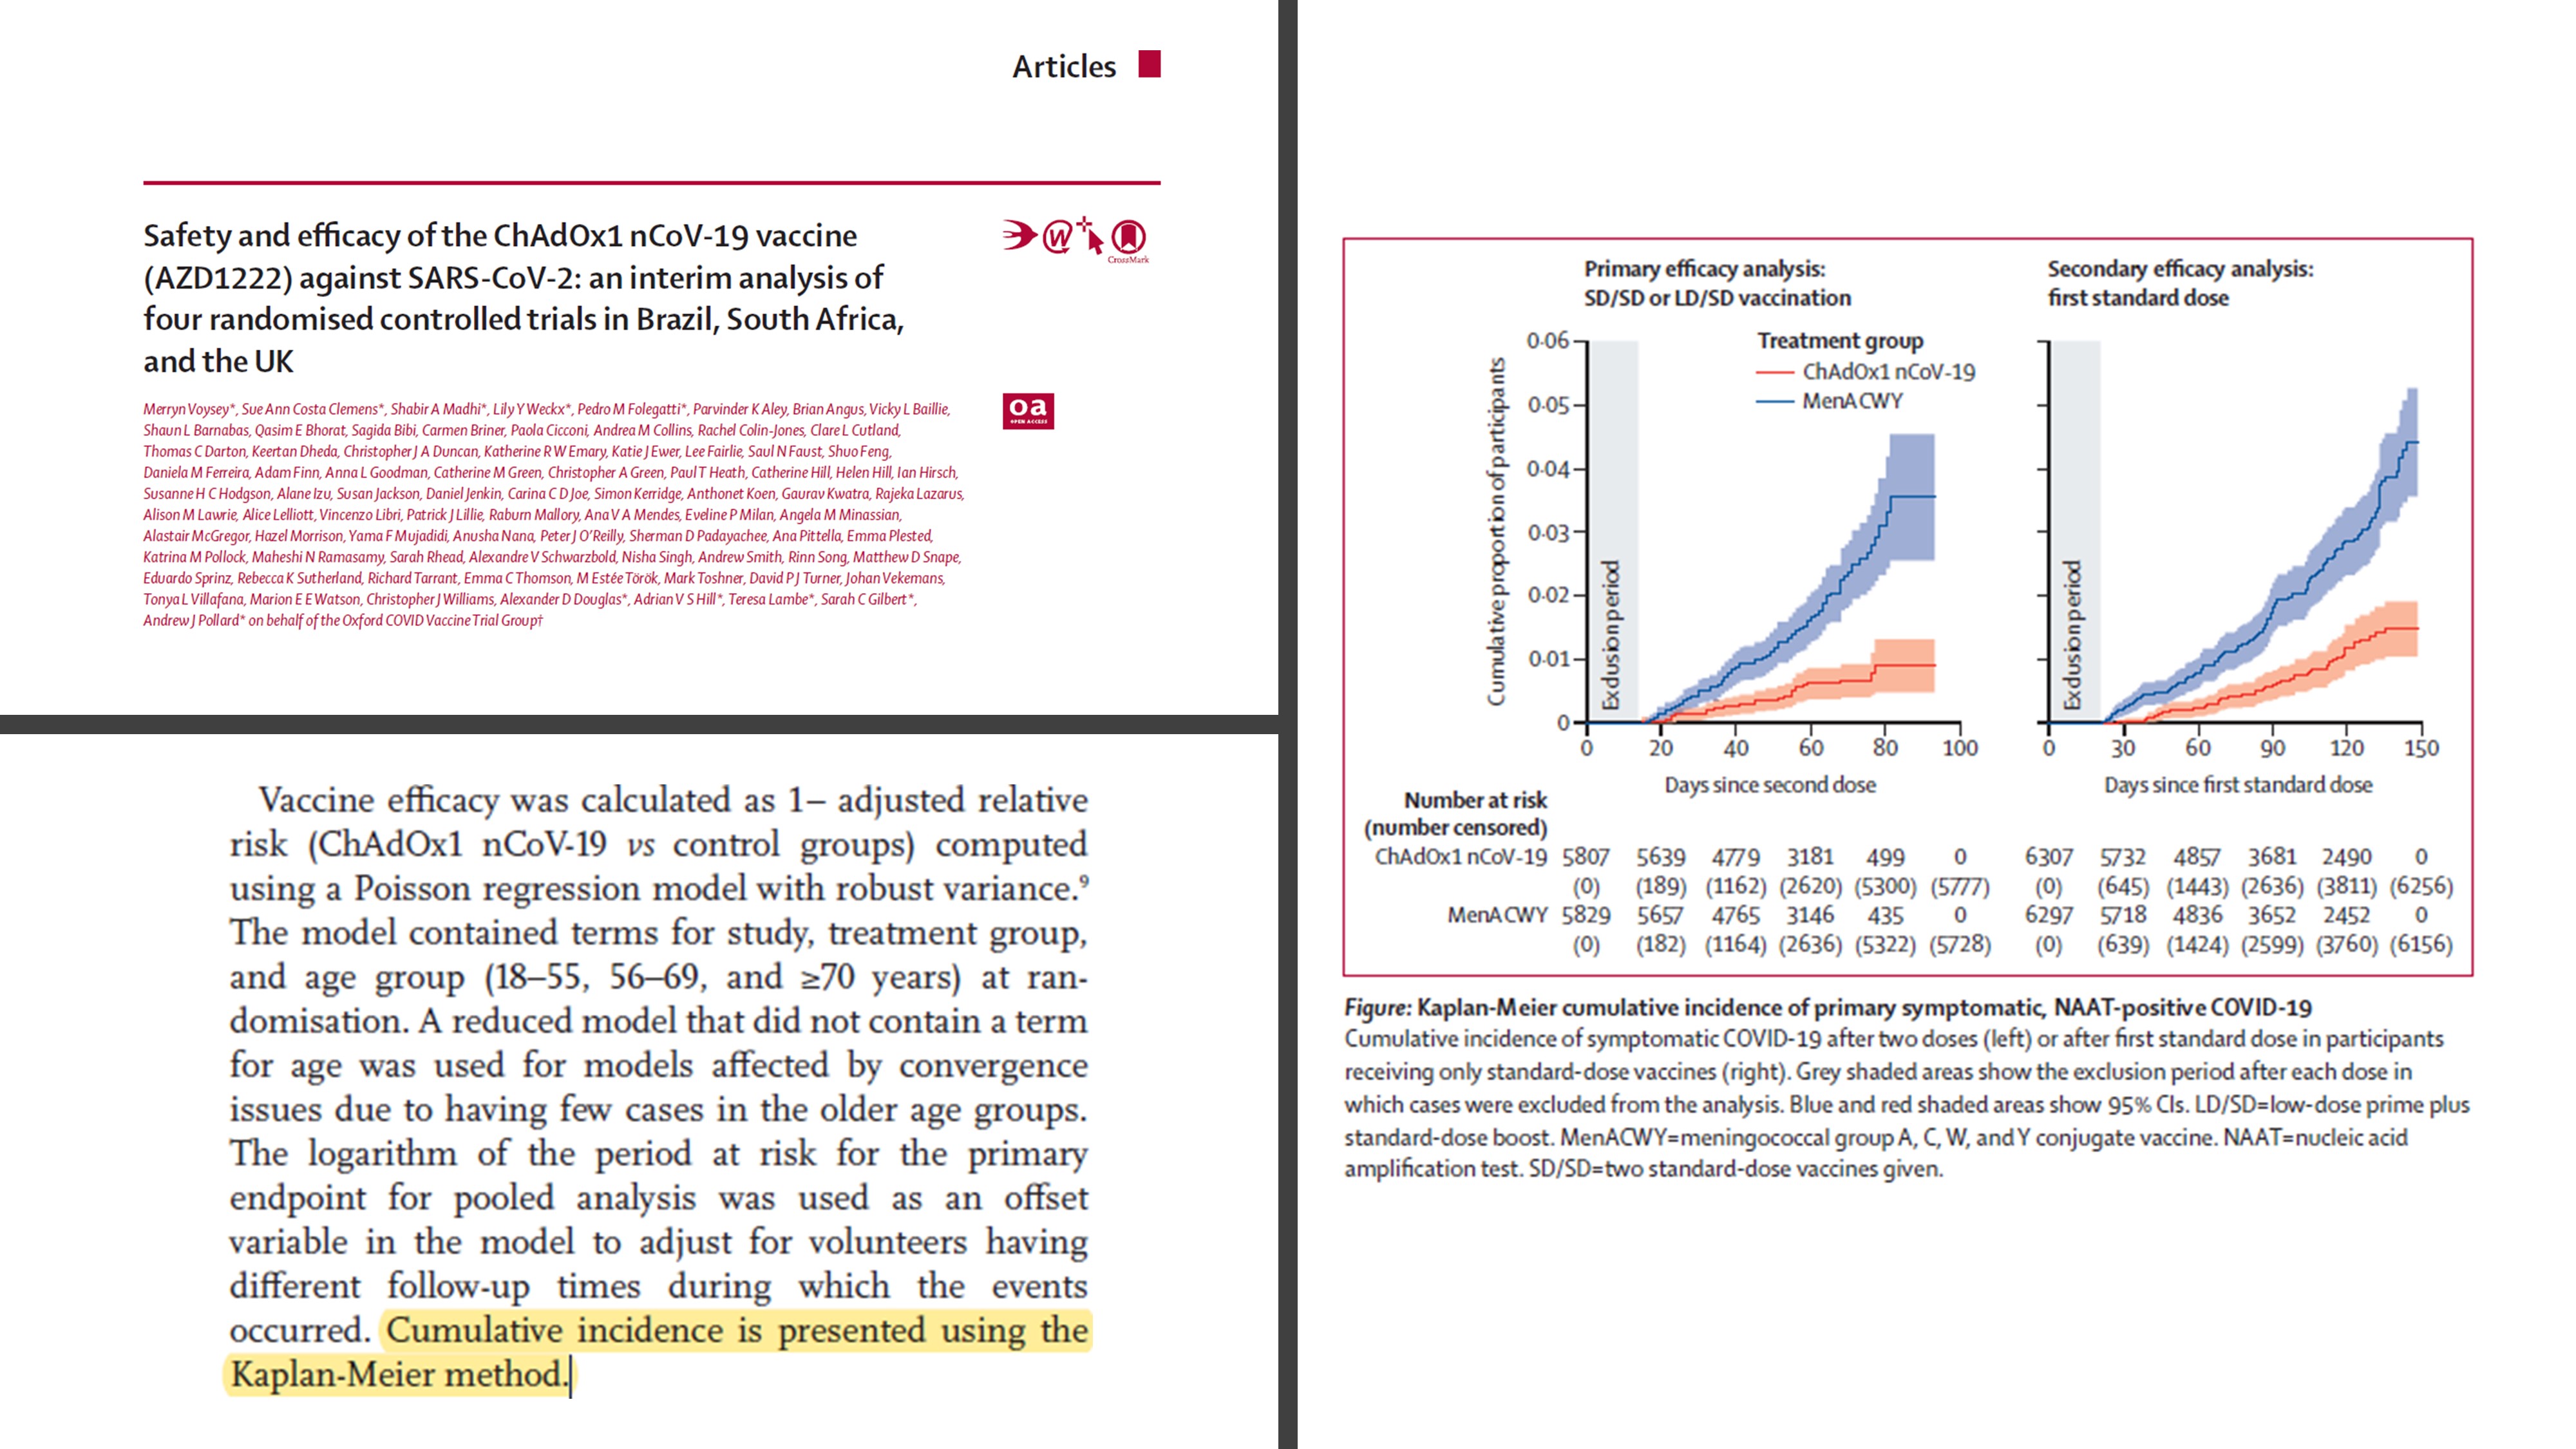 Articles
Safety and efficacy of the ChAdOx1 nCoV-19 vaccine
(AZD1222) against SARS-CoV-2: an interim analysis of
four randomised controlled trials in Brazil, South Africa,
and the UK
CrossMark
Merryn Voysey*, Sue Ann Costa Clemens*, Shabir A Madhi*, Lily Y Weckx*, Pedro M Folegatti*, Parvinder K Aley, Brian Angus, Vicky L Baillie,
Shaun L Barnabas, Qasim E Bhorat, Sagida Bibi, Carmen Briner, Paola Cicconi, Andrea M Collins, Rachel Colin-Jones, Clare L Cutland,
Thomas C Darton, Keertan Dheda, Christopher J A Duncan, Katherine R W Emary, Katie J Ewer, Lee Fairlie, Saul N Faust, Shuo Feng,
Daniela M Ferreira, Adam Finn, Anna L Goodman, Catherine M Green, Christopher A Green, Paul T Heath, Catherine Hill, Helen Hill, Ian Hirsch,
Susanne H C Hodgson, Alane Izu, Susan Jackson, Daniel Jenkin, Carina C D Joe, Simon Kerridge, Anthonet Koen, Gaurav Kwatra, Rajeka Lazarus,
Alison M Lawrie, Alice Lelliott, Vincenzo Libri, Patrick J Lillie, Raburn Mallory, Ana V A Mendes, Eveline P Milan, Angela M Minassian,
Alastair McGregor, Hazel Morrison, Yama F Mujadidi, Anusha Nana, Peter J O'Reilly, Sherman D Padayachee, Ana Pittella, Emma Plested,
Katrina M Pollock, Maheshi N Ramasamy, Sarah Rhead, Alexandre V Schwarzbold, Nisha Singh, Andrew Smith, Rinn Song, Matthew D Snape,
Eduardo Sprinz, Rebecca K Sutherland, Richard Tarrant, Emma C Thomson, M Estée Török, Mark Toshner, David P J Turner, Johan Vekemans,
Tonya L Villafana, Marion E E Watson, Christopher J Williams, Alexander D Douglas*, Adrian V S Hill*, Teresa Lambe*, Sarah C Gilbert*,
Andrew J Pollard* on behalf of the Oxford COVID Vaccine Trial Group†
oa
OPEN ACCESS
Vaccine efficacy was calculated as 1– adjusted relative
risk (ChAdOx1 nCoV-19 vs control groups) computed
using a Poisson regression model with robust variance.⁹
The model contained terms for study, treatment group,
and age group (18–55, 56–69, and ≥70 years) at ran-
domisation. A reduced model that did not contain a term
for age was used for models affected by convergence
issues due to having few cases in the older age groups.
The logarithm of the period at risk for the primary
endpoint for pooled analysis was used as an offset
variable in the model to adjust for volunteers having
different follow-up times during which the events
occurred. Cumulative incidence is presented using the
Kaplan-Meier method.
Primary efficacy analysis:
SD/SD or LD/SD vaccination
Secondary efficacy analysis:
first standard dose
Treatment group
ChAdOx1 nCoV-19
MenACWY
Cumulative proportion of participants
0·06
0·05
0·04
0·03
0·02
0·01
0
Exclusion period
Exclusion period
0 20 40 60 80 100
0 30 60 90 120 150
Days since second dose
Days since first standard dose
Number at risk
(number censored)
ChAdOx1 nCoV-19 5807 5639 4779 3181 499 0 6307 5732 4857 3681 2490 0
(0) (189) (1162) (2620) (5300) (5777) (0) (645) (1443) (2636) (3811) (6256)
MenACWY 5829 5657 4765 3146 435 0 6297 5718 4836 3652 2452 0
(0) (182) (1164) (2636) (5322) (5728) (0) (639) (1424) (2599) (3760) (6156)
Figure: Kaplan-Meier cumulative incidence of primary symptomatic, NAAT-positive COVID-19
Cumulative incidence of symptomatic COVID-19 after two doses (left) or after first standard dose in participants
receiving only standard-dose vaccines (right). Grey shaded areas show the exclusion period after each dose in
which cases were excluded from the analysis. Blue and red shaded areas show 95% CIs. LD/SD=low-dose prime plus
standard-dose boost. MenACWY=meningococcal group A, C, W, and Y conjugate vaccine. NAAT=nucleic acid
amplification test. SD/SD=two standard-dose vaccines given.